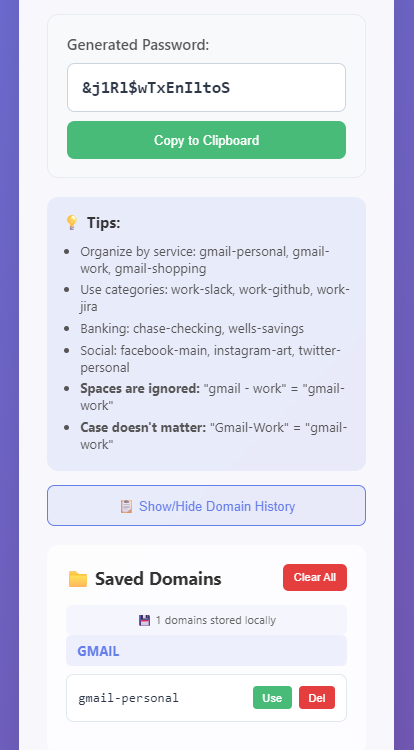 Generated Password:
&j1Rl$wTxEnIltoS
Copy to Clipboard
💡 Tips:
• Organize by service: gmail-personal, gmail-
work, gmail-shopping
• Use categories: work-slack, work-github, work-
jira
• Banking: chase-checking, wells-savings
• Social: facebook-main, instagram-art, twitter-
personal
• Spaces are ignored: "gmail - work" = "gmail-
work"
• Case doesn't matter: "Gmail-Work" = "gmail-
work"
📋 Show/Hide Domain History
📁 Saved Domains
Clear All
💾 1 domains stored locally
GMAIL
gmail-personal
Use
Del